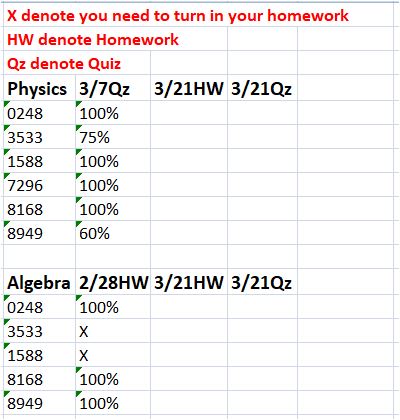 X denote you need to turn in your homework
HW denote Homework
Qz denote Quiz
Physics 3/7Qz 3/21HW 3/21Qz
0248 100%
3533 75%
1588 100%
7296 100%
8168 100%
8949 60%
Algebra 2/28HW 3/21HW 3/21Qz
0248 100%
3533 X
1588 X
8168 100%
8949 100%